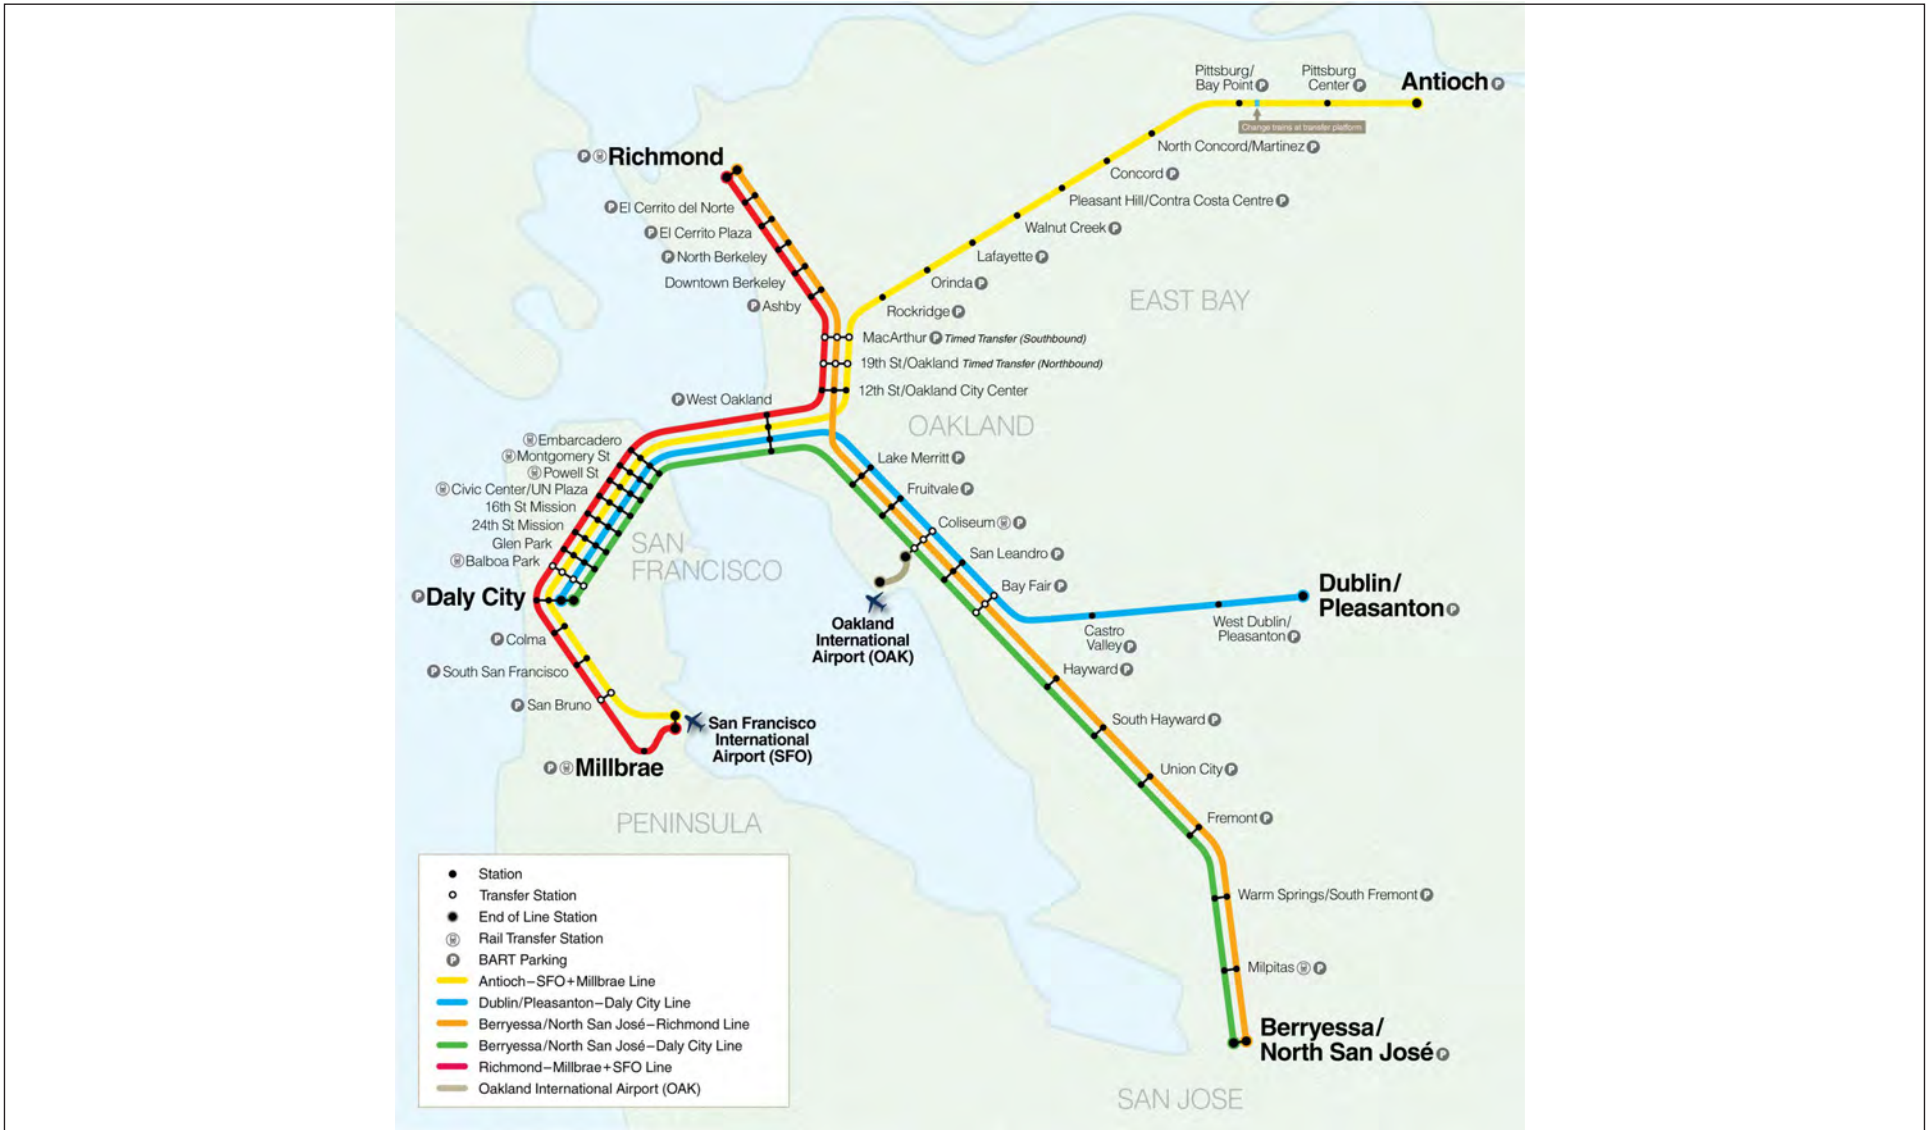 Pittsburg/
Bay Point P
Pittsburg
Center P
Antioch P
Change trains at transfer platform
North Concord/Martinez P
Concord P
Pleasant Hill/Contra Costa Centre P
Walnut Creek P
Lafayette P
Orinda P
Rockridge P
P Richmond
P El Cerrito del Norte
P El Cerrito Plaza
P North Berkeley
Downtown Berkeley
P Ashby
EAST BAY
MacArthur P Timed Transfer (Southbound)
19th St/Oakland Timed Transfer (Northbound)
12th St/Oakland City Center
P West Oakland
OAKLAND
Embarcadero
Montgomery St
Powell St
Civic Center/UN Plaza
16th St Mission
24th St Mission
Glen Park
Balboa Park
P Daly City
SAN
FRANCISCO
Lake Merritt P
Fruitvale P
Coliseum P
San Leandro P
Bay Fair P
Oakland
International
Airport (OAK)
Castro
Valley P
West Dublin/
Pleasanton P
Dublin/
Pleasanton P
P Colma
P South San Francisco
P San Bruno
P Millbrae
San Francisco
International
Airport (SFO)
PENINSULA
Hayward P
South Hayward P
Union City P
Fremont P
Warm Springs/South Fremont P
Milpitas P
Berryessa/
North San José P
SAN JOSE
Station
Transfer Station
End of Line Station
Rail Transfer Station
P BART Parking
Antioch–SFO+Millbrae Line
Dublin/Pleasanton–Daly City Line
Berryessa/North San José–Richmond Line
Berryessa/North San José–Daly City Line
Richmond–Millbrae+SFO Line
Oakland International Airport (OAK)